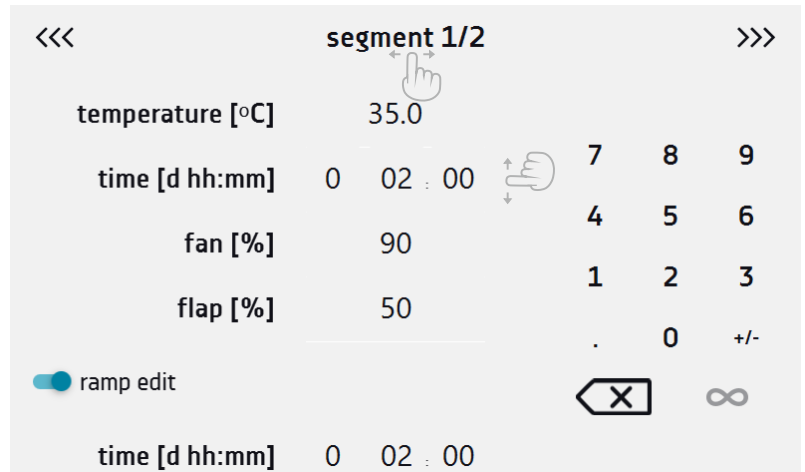 <<< segment 1/2 >>>
temperature [ºC] 35.0
time [d hh:mm] 0 02 : 00
fan [%] 90
flap [%] 50
7 8 9
4 5 6
1 2 3
. 0 +/-
ramp edit
∞
time [d hh:mm] 0 02 : 00